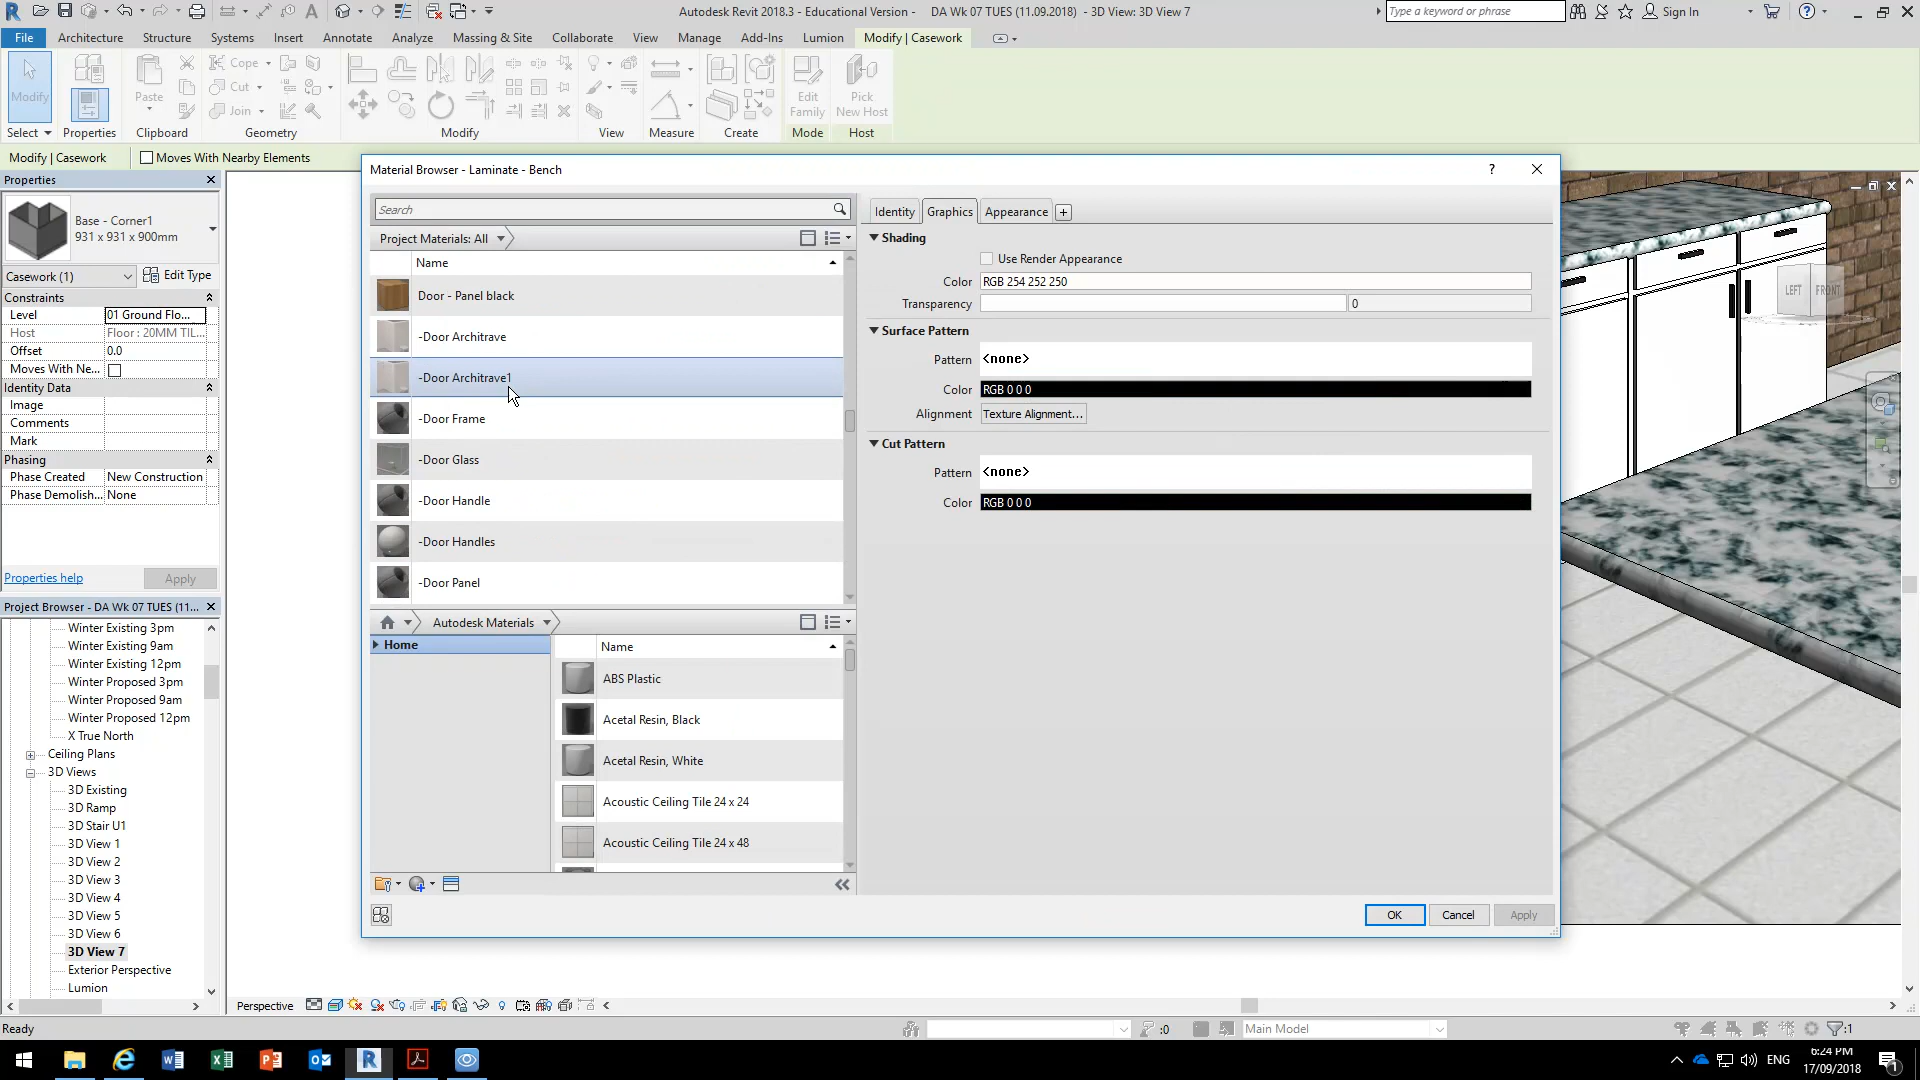 Autodesk Revit 2018.3 - Educational Version - DA Wk 07 TUES (11.09.2018) - 3D View: 3D View 7
Type a keyword or phrase
Sign In
File Architecture Structure Systems Insert Annotate Analyze Massing & Site Collaborate View Manage Add-Ins Lumion Modify | Casework
Modify
Paste
Cope
Cut
Join
Edit Family
Pick New Host
Select Properties Clipboard Geometry Modify View Measure Create Mode Host
Modify | Casework Moves With Nearby Elements
Properties
Base - Corner1
931 x 931 x 900mm
Casework (1) Edit Type
Constraints
Level 01 Ground Flo...
Host Floor : 20MM TIL...
Offset 0.0
Moves With Ne...
Identity Data
Image
Comments
Mark
Phasing
Phase Created New Construction
Phase Demolish... None
Properties help Apply
Project Browser - DA Wk 07 TUES (11...
Winter Existing 3pm
Winter Existing 9am
Winter Existing 12pm
Winter Proposed 3pm
Winter Proposed 9am
Winter Proposed 12pm
X True North
Ceiling Plans
3D Views
3D Existing
3D Ramp
3D Stair U1
3D View 1
3D View 2
3D View 3
3D View 4
3D View 5
3D View 6
3D View 7
Exterior Perspective
Lumion
Material Browser - Laminate - Bench
Search
Project Materials: All
Name
Door - Panel black
-Door Architrave
-Door Architrave1
-Door Frame
-Door Glass
-Door Handle
-Door Handles
-Door Panel
Autodesk Materials
Home
Name
ABS Plastic
Acetal Resin, Black
Acetal Resin, White
Acoustic Ceiling Tile 24 x 24
Acoustic Ceiling Tile 24 x 48
Identity Graphics Appearance
Shading
Use Render Appearance
Color RGB 254 252 250
Transparency 0
Surface Pattern
Pattern <none>
Color RGB 0 0 0
Alignment Texture Alignment...
Cut Pattern
Pattern <none>
Color RGB 0 0 0
OK Cancel Apply
LEFT FRONT
Perspective
Ready
:0
Main Model
:1
ENG
6:24 PM
17/09/2018
1